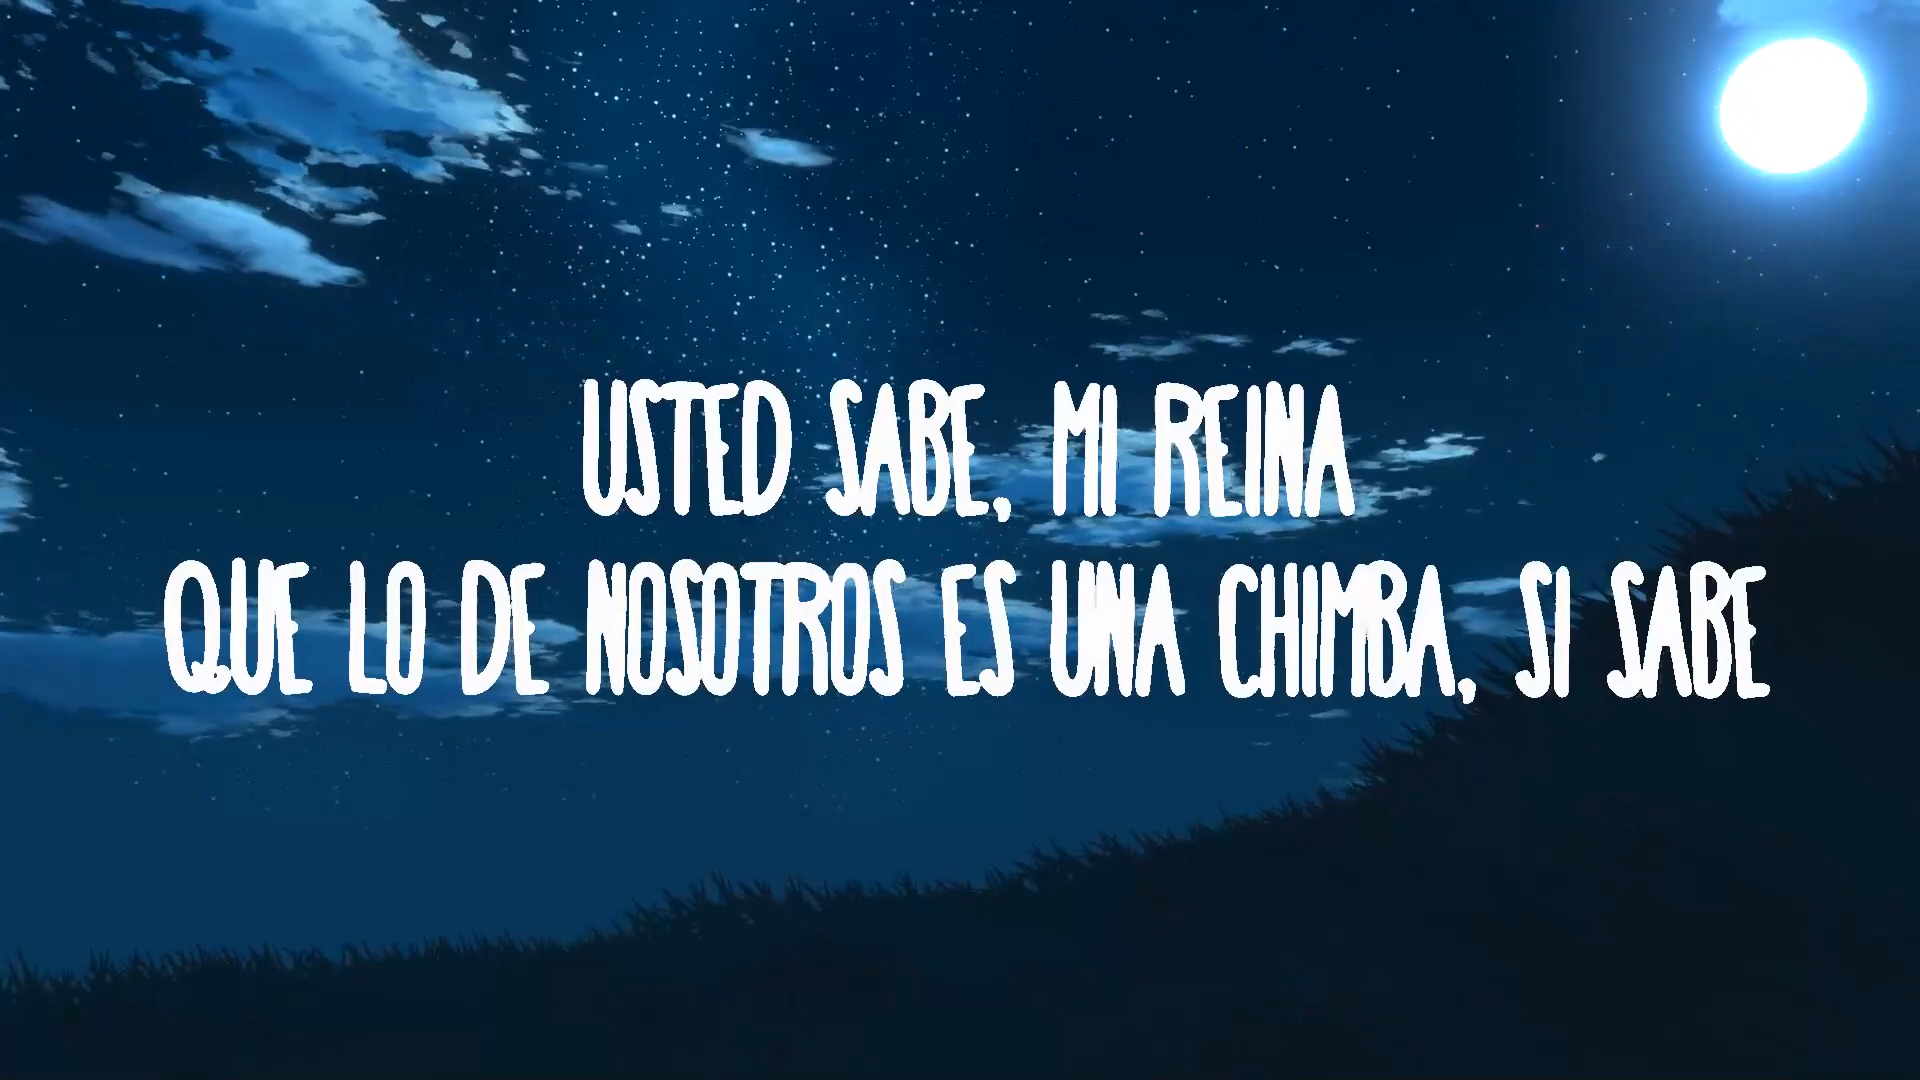 USTED SABE, MI REINA
QUE LO DE NOSOTROS ES UNA CHIMBA, SI SABE